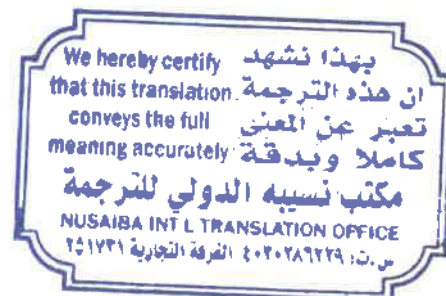 We hereby certify بهذا نشهد
that this translation ان هذه الترجمة
conveys the full تعبر عن المعنى
meaning accurately كاملا وبدقة
مكتب نسيبه الدولي للترجمة
NUSAIBA INT L TRANSLATION OFFICE
س.ت: ٤٠٣٠٢٨٦٢٢٩ الغرفة التجارية ٢٥١٧٣١